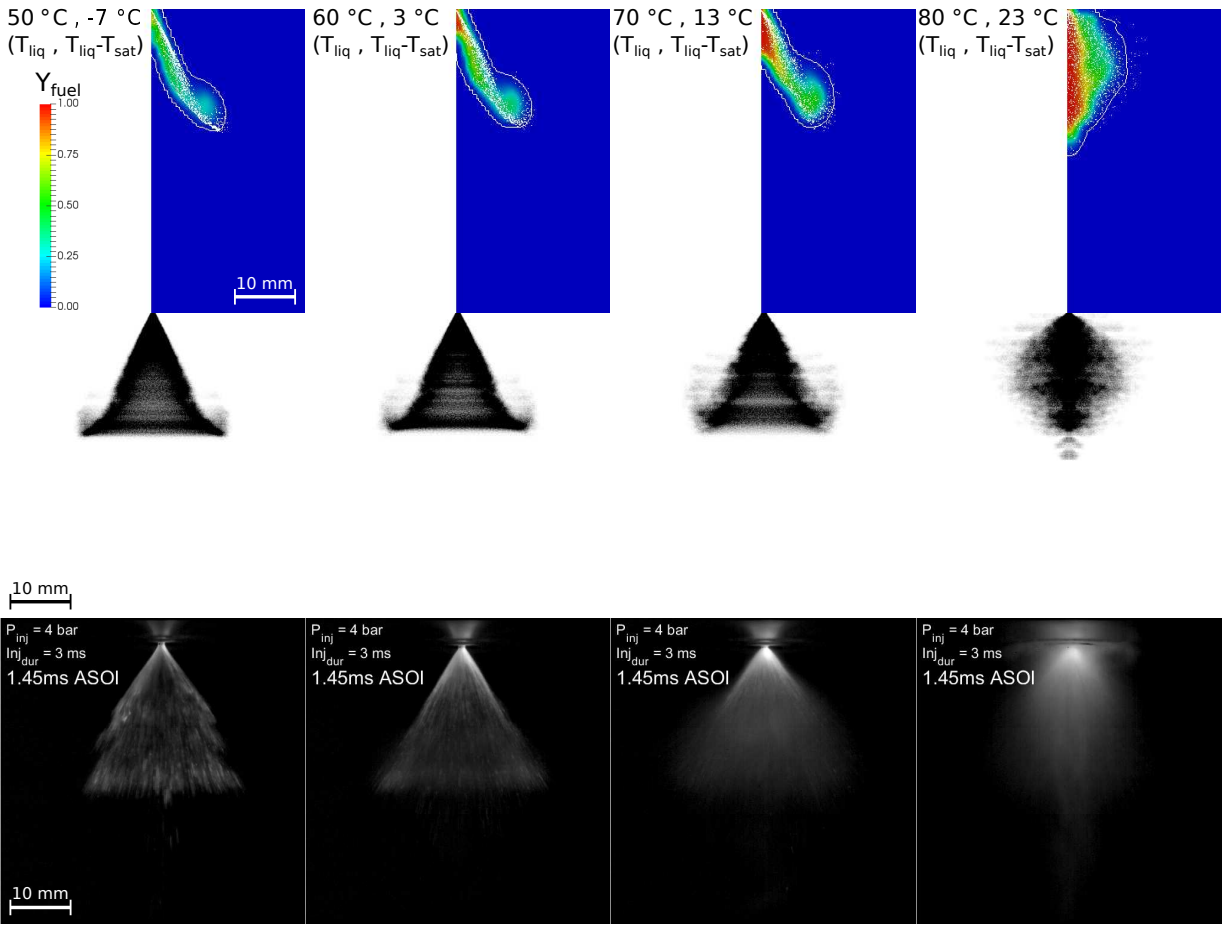 50 °C , -7 °C
(Tliq , Tliq-Tsat)
60 °C , 3 °C
(Tliq , Tliq-Tsat)
70 °C , 13 °C
(Tliq , Tliq-Tsat)
80 °C , 23 °C
(Tliq , Tliq-Tsat)
Yfuel
1.00
0.75
0.50
0.25
0.00
10 mm
10 mm
Pinj = 4 bar
Injdur = 3 ms
1.45ms ASOI
Pinj = 4 bar
Injdur = 3 ms
1.45ms ASOI
Pinj = 4 bar
Injdur = 3 ms
1.45ms ASOI
Pinj = 4 bar
Injdur = 3 ms
1.45ms ASOI
10 mm